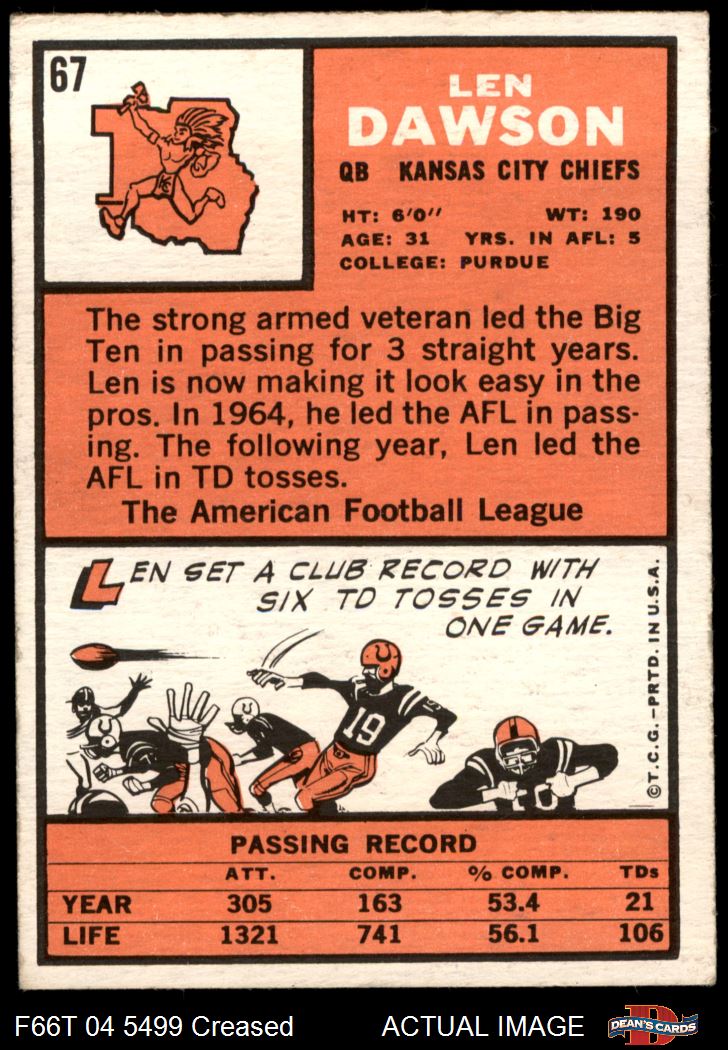 67
LEN
DAWSON
QB KANSAS CITY CHIEFS
HT: 6'0" WT: 190
AGE: 31 YRS. IN AFL: 5
COLLEGE: PURDUE
The strong armed veteran led the Big
Ten in passing for 3 straight years.
Len is now making it look easy in the
pros. In 1964, he led the AFL in pass-
ing. The following year, Len led the
AFL in TD tosses.
The American Football League
LEN SET A CLUB RECORD WITH
SIX TD TOSSES IN
ONE GAME.
19
19
©T.C.G.-PRTD. IN U.S.A.
PASSING RECORD
ATT. COMP. % COMP. TDs
YEAR 305 163 53.4 21
LIFE 1321 741 56.1 106
F66T 04 5499 Creased ACTUAL IMAGE
DEAN'S CARDS